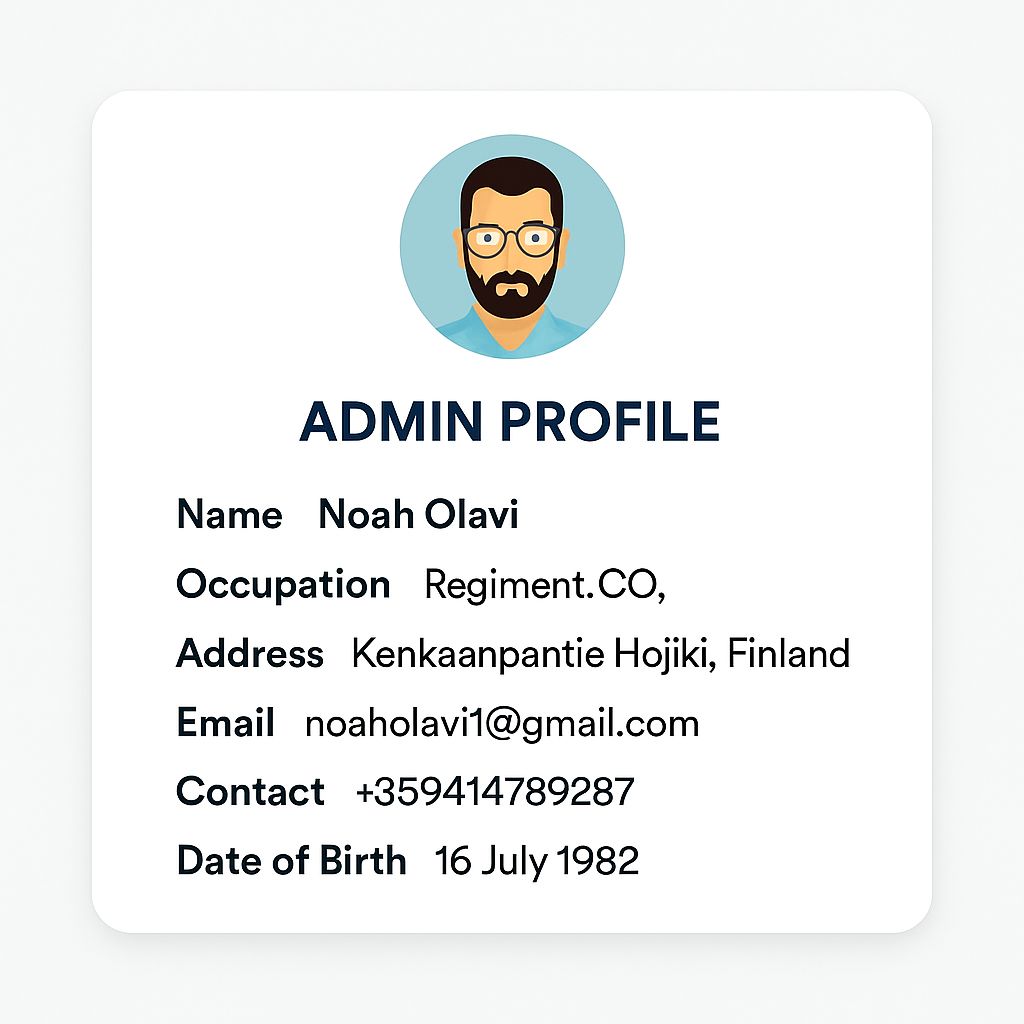 ADMIN PROFILE
Name Noah Olavi
Occupation Regiment.CO,
Address Kenkaanpantie Hojiki, Finland
Email noaholavi1@gmail.com
Contact +359414789287
Date of Birth 16 July 1982